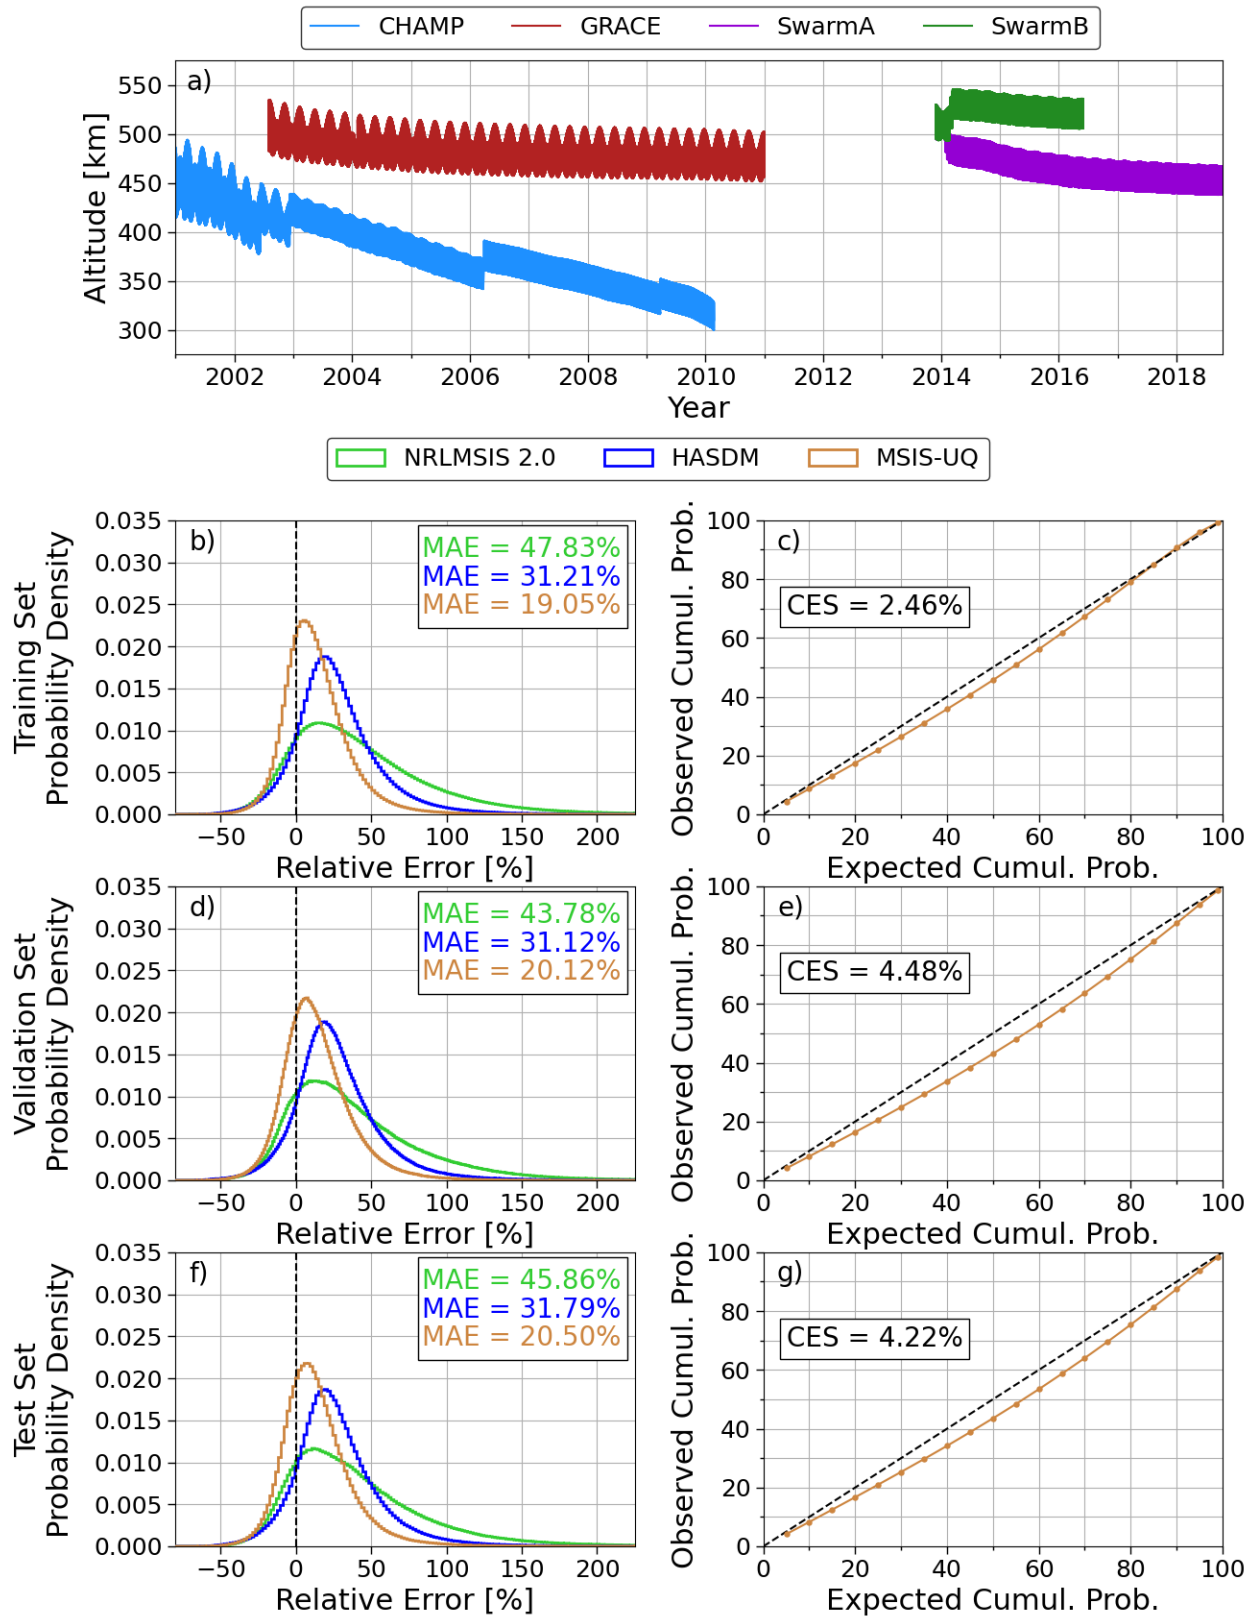 CHAMP GRACE SwarmA SwarmB
a)
Altitude [km]
550
500
450
400
350
300
2002 2004 2006 2008 2010 2012 2014 2016 2018
Year
NRLMSIS 2.0 HASDM MSIS-UQ
Training Set
Probability Density
0.035
0.030
0.025
0.020
0.015
0.010
0.005
0.000
b)
MAE = 47.83%
MAE = 31.21%
MAE = 19.05%
−50 0 50 100 150 200
Relative Error [%]
Observed Cumul. Prob.
100
80
60
40
20
0
c)
CES = 2.46%
0 20 40 60 80 100
Expected Cumul. Prob.
Validation Set
Probability Density
0.035
0.030
0.025
0.020
0.015
0.010
0.005
0.000
d)
MAE = 43.78%
MAE = 31.12%
MAE = 20.12%
−50 0 50 100 150 200
Relative Error [%]
Observed Cumul. Prob.
100
80
60
40
20
0
e)
CES = 4.48%
0 20 40 60 80 100
Expected Cumul. Prob.
Test Set
Probability Density
0.035
0.030
0.025
0.020
0.015
0.010
0.005
0.000
f)
MAE = 45.86%
MAE = 31.79%
MAE = 20.50%
−50 0 50 100 150 200
Relative Error [%]
Observed Cumul. Prob.
100
80
60
40
20
0
g)
CES = 4.22%
0 20 40 60 80 100
Expected Cumul. Prob.